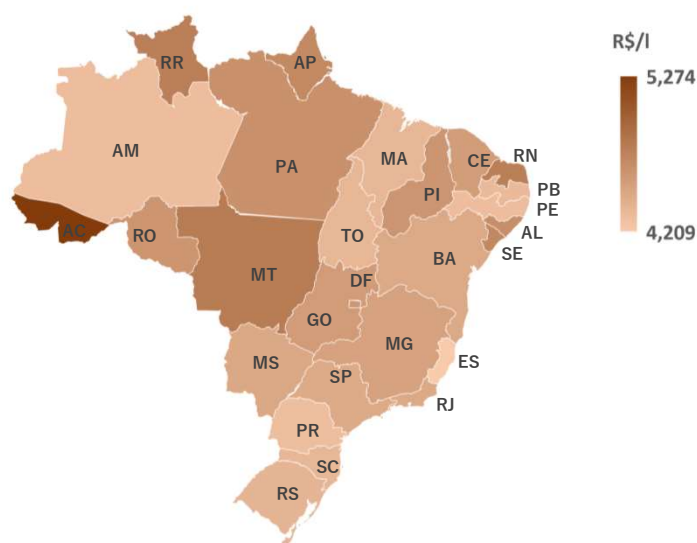 R$/l
5,274
4,209
RR
AP
AM
PA
MA
CE
RN
PB
PE
PI
AL
SE
AC
RO
TO
BA
MT
DF
GO
MG
ES
MS
SP
RJ
PR
SC
RS